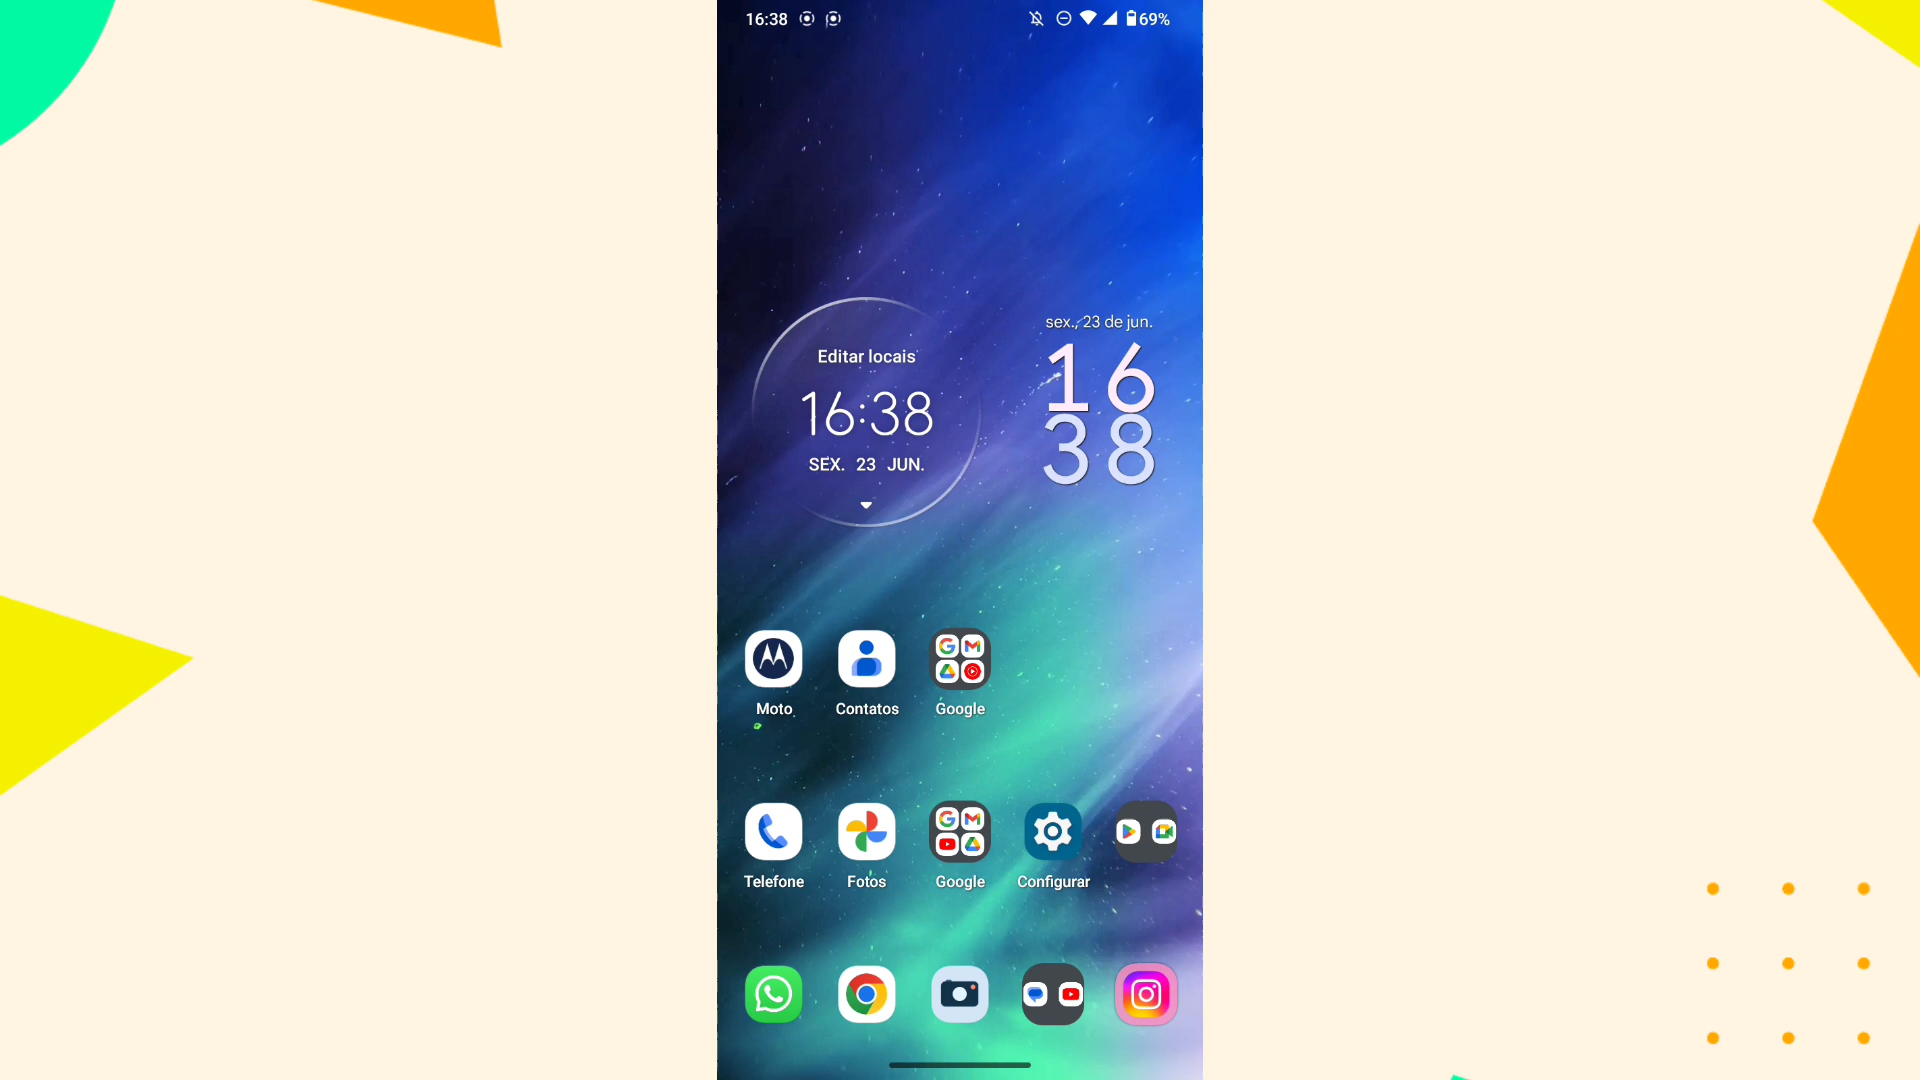 16:38
69%
sex., 23 de jun.
16
38
Editar locais
16:38
SEX. 23 JUN.
Moto
Contatos
Google
Telefone
Fotos
Google
Configurar